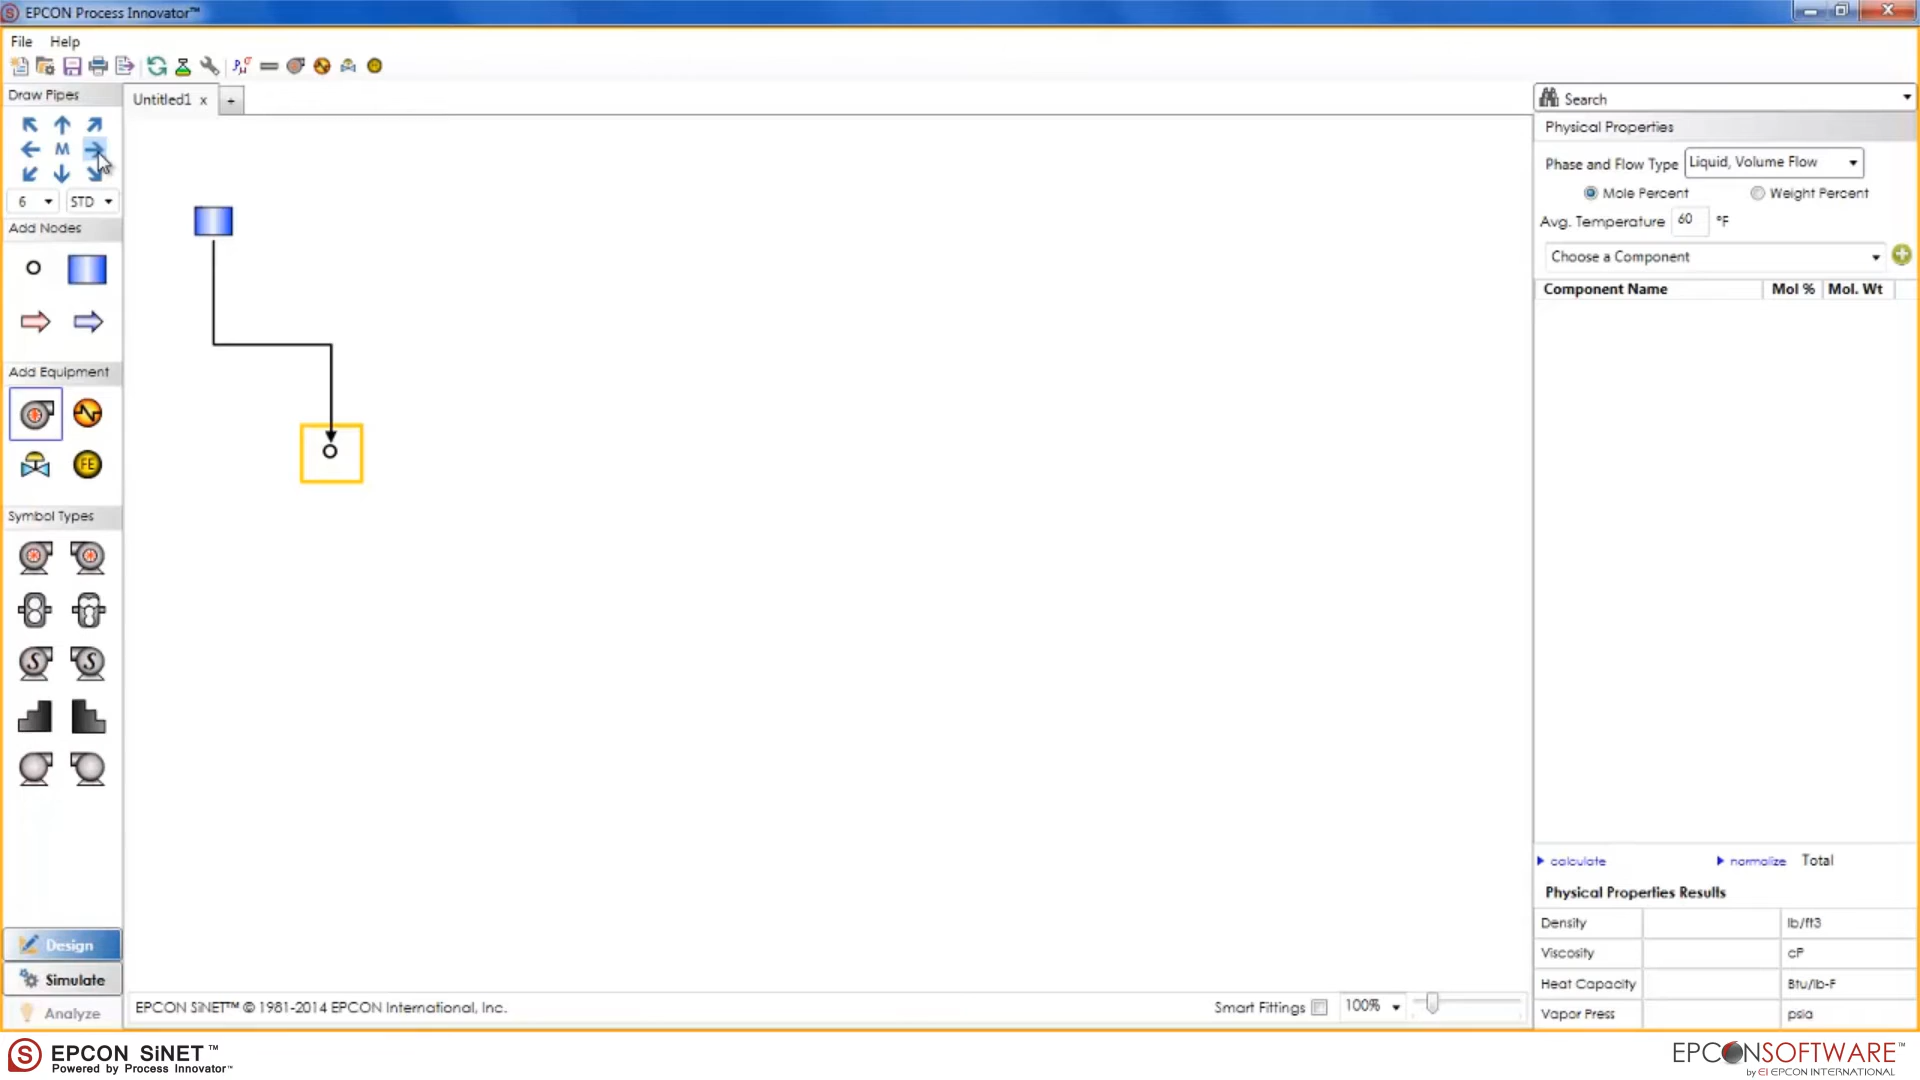 EPCON Process Innovator™
File Help
Draw Pipes
Untitled1 x +
M
6 STD
Add Nodes
Add Equipment
FE
Symbol Types
S S
Design
Simulate
Analyze
Search
Physical Properties
Phase and Flow Type Liquid, Volume Flow
Mole Percent Weight Percent
Avg. Temperature 60 °F
Choose a Component
Component Name Mol % Mol. Wt
calculate normalize Total
Physical Properties Results
Density lb/ft3
Viscosity cP
Heat Capacity Btu/lb-F
Vapor Press psia
EPCON SiNET™ © 1981-2014 EPCON International, Inc.
Smart Fittings 100%
S EPCON SiNET™
Powered by Process Innovator™
EPCONSOFTWARE™
by EI EPCON INTERNATIONAL